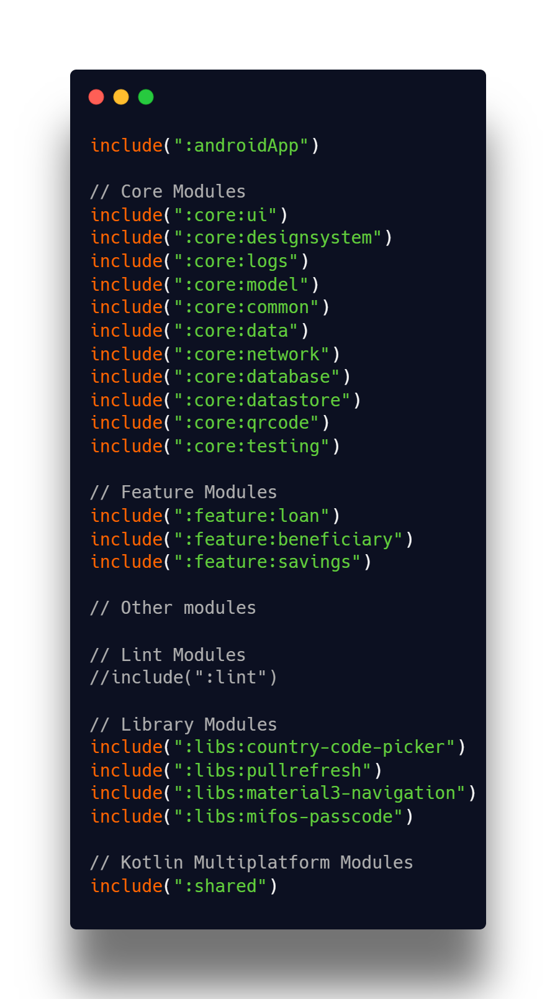 include(":androidApp")
// Core Modules
include(":core:ui")
include(":core:designsystem")
include(":core:logs")
include(":core:model")
include(":core:common")
include(":core:data")
include(":core:network")
include(":core:database")
include(":core:datastore")
include(":core:qrcode")
include(":core:testing")
// Feature Modules
include(":feature:loan")
include(":feature:beneficiary")
include(":feature:savings")
// Other modules
// Lint Modules
//include(":lint")
// Library Modules
include(":libs:country-code-picker")
include(":libs:pullrefresh")
include(":libs:material3-navigation")
include(":libs:mifos-passcode")
// Kotlin Multiplatform Modules
include(":shared")